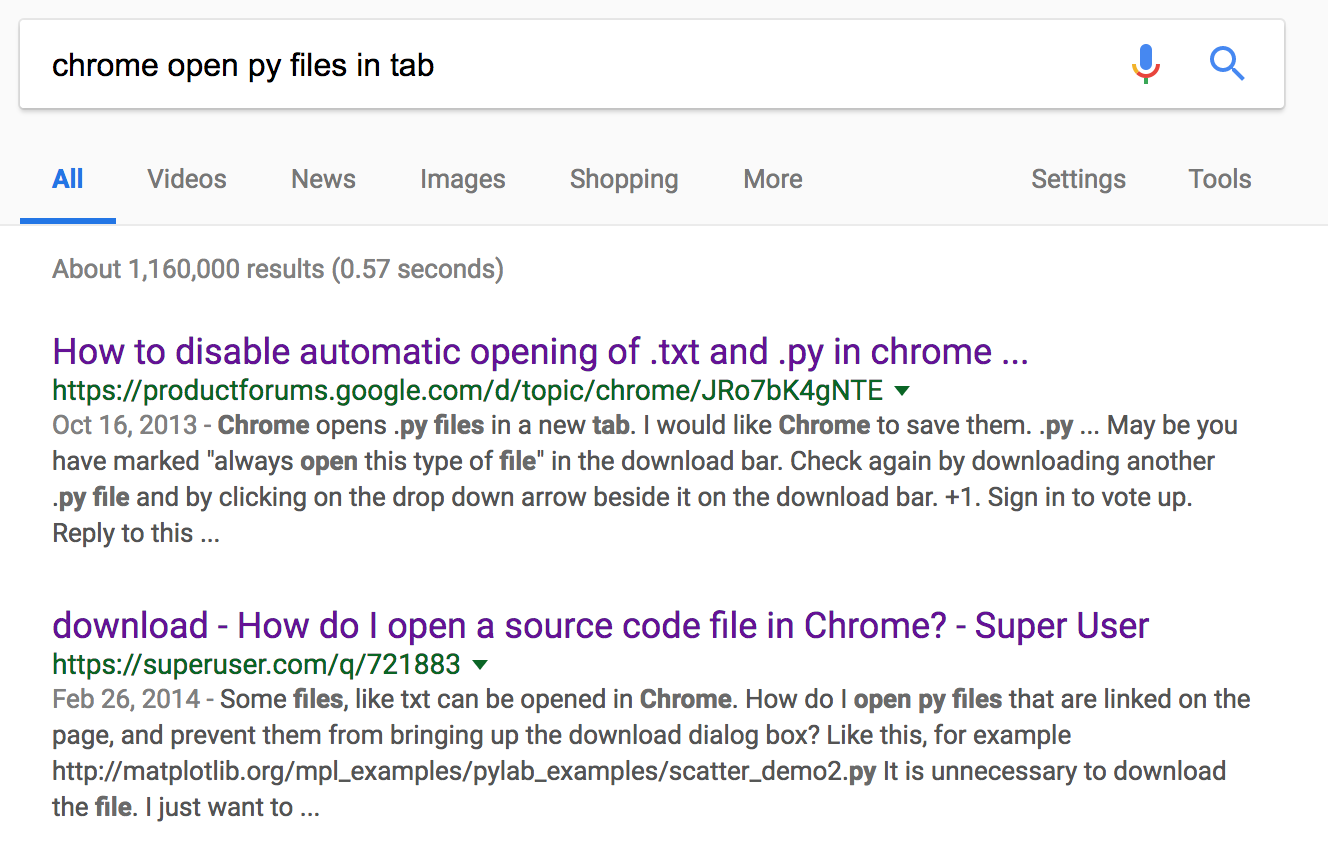 chrome open py files in tab
All Videos News Images Shopping More Settings Tools
About 1,160,000 results (0.57 seconds)
How to disable automatic opening of .txt and .py in chrome ...
https://productforums.google.com/d/topic/chrome/JRo7bK4gNTE
Oct 16, 2013 - Chrome opens .py files in a new tab. I would like Chrome to save them. .py ... May be you
have marked "always open this type of file" in the download bar. Check again by downloading another
.py file and by clicking on the drop down arrow beside it on the download bar. +1. Sign in to vote up.
Reply to this ...
download - How do I open a source code file in Chrome? - Super User
https://superuser.com/q/721883
Feb 26, 2014 - Some files, like txt can be opened in Chrome. How do I open py files that are linked on the
page, and prevent them from bringing up the download dialog box? Like this, for example
http://matplotlib.org/mpl_examples/pylab_examples/scatter_demo2.py It is unnecessary to download
the file. I just want to ...